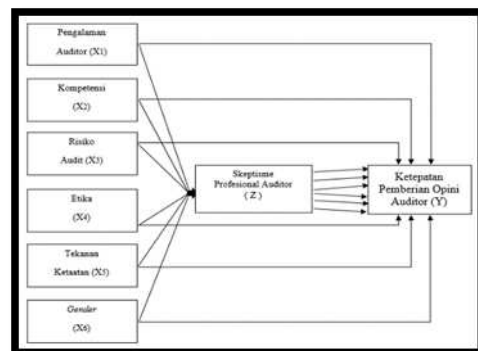 Pengalaman
Auditor (X1)
Kompetensi
(X2)
Risiko
Audit (X3)
Etika
(X4)
Tekanan
Ketaatan (X5)
Gender
(X6)
Skeptisme
Profesional Auditor
( Z )
Ketepatan
Pemberian Opini
Auditor (Y)